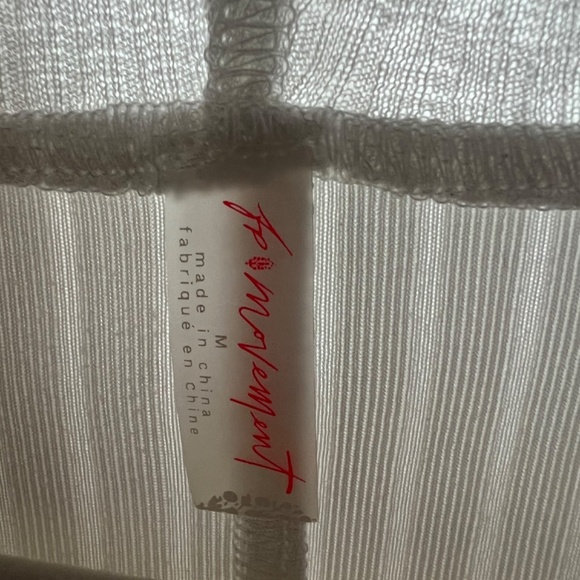 fp movement
M
made in china
fabriqué en Chine